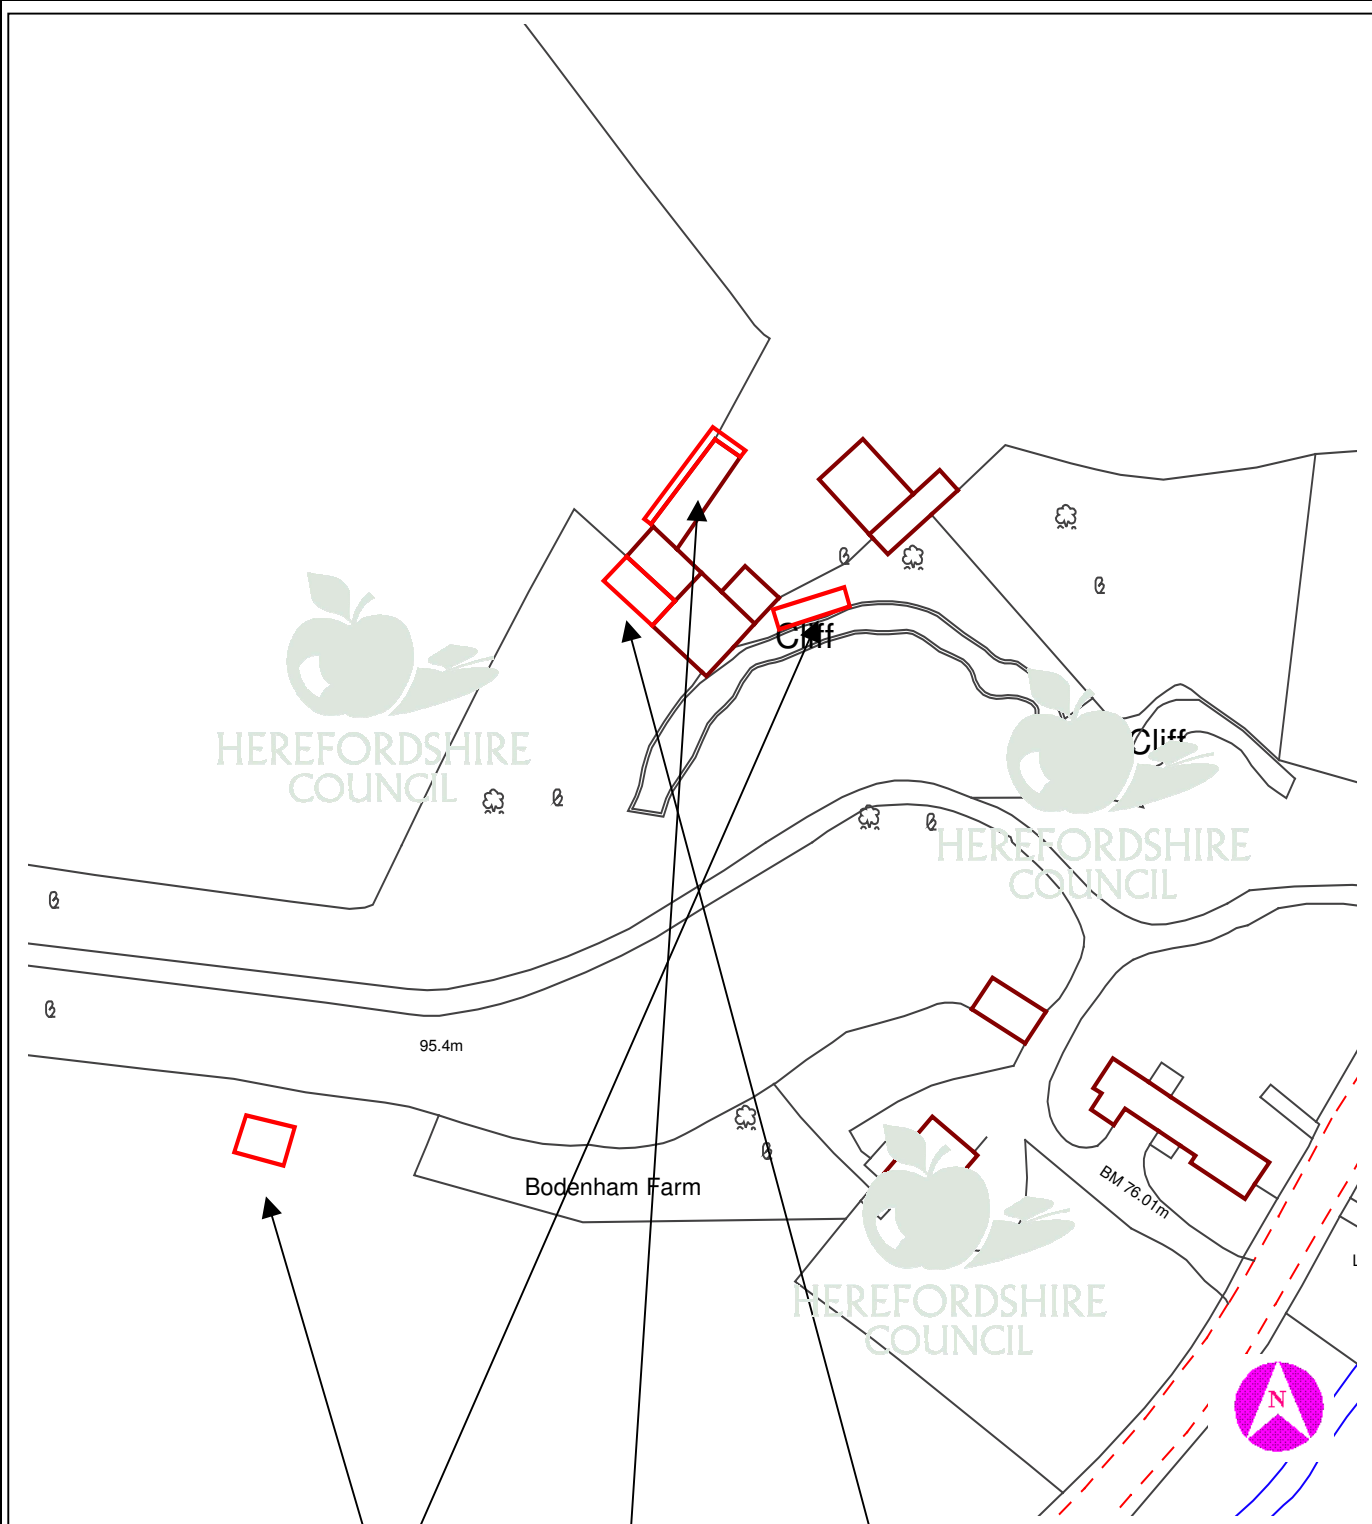 Cliff
HEREFORDSHIRE
COUNCIL
Cliff
HEREFORDSHIRE
COUNCIL
95.4m
Bodenham Farm
BM 76.01m
L
HEREFORDSHIRE
COUNCIL
N